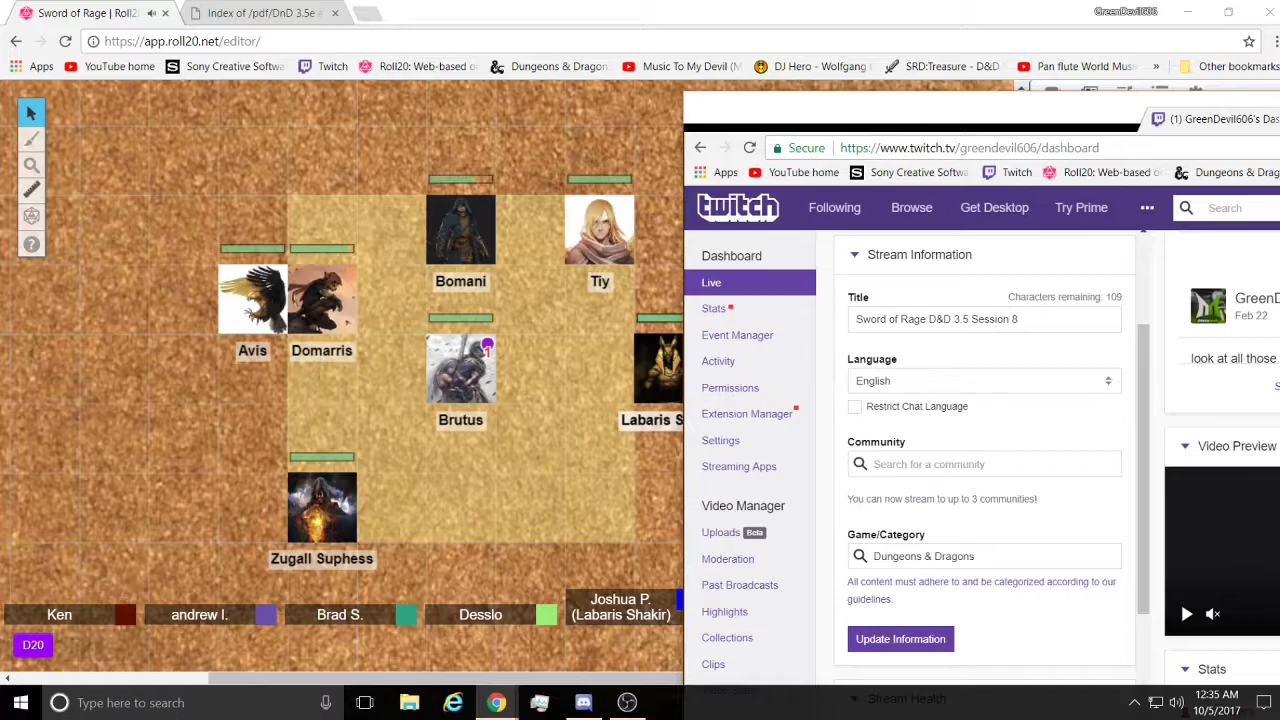 Sword of Rage | Roll2
Index of /pdf/DnD 3.5e
GreenDevil606
https://app.roll20.net/editor/
Apps
YouTube home
Sony Creative Softwa
Twitch
Roll20: Web-based o
Dungeons & Dragon
Music To My Devil (M
DJ Hero - Wolfgang
SRD:Treasure - D&D
Pan flute World Mus
»
Other bookmarks
(1) GreenDevil606's Das
Secure
https://www.twitch.tv/greendevil606/dashboard
Apps
YouTube home
Sony Creative Softwa
Twitch
Roll20: Web-based o
Dungeons & Drago
twitch
Following
Browse
Get Desktop
Try Prime
Search
Bomani
Tiy
Avis
Domarris
1
Brutus
Labaris S
Zugall Suphess
Ken
andrew l.
Brad S.
Desslo
Joshua P.
(Labaris Shakir)
D20
Dashboard
Live
Stats
Event Manager
Activity
Permissions
Extension Manager
Settings
Streaming Apps
Video Manager
Uploads Beta
Moderation
Past Broadcasts
Highlights
Collections
Clips
Stream Information
Title
Characters remaining: 109
Sword of Rage D&D 3.5 Session 8
Language
English
Restrict Chat Language
Community
Search for a community
You can now stream to up to 3 communities!
Game/Category
Dungeons & Dragons
All content must adhere to and be categorized according to our
guidelines.
Update Information
Stream Health
GreenD
Feb 22
look at all those
Video Preview
Stats
Type here to search
12:35 AM
10/5/2017